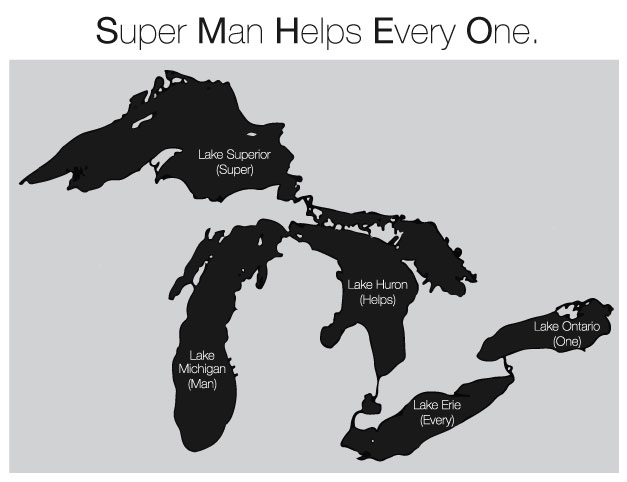 Super Man Helps Every One.
Lake Superior
(Super)
Lake Huron
(Helps)
Lake Ontario
(One)
Lake
Michigan
(Man)
Lake Erie
(Every)